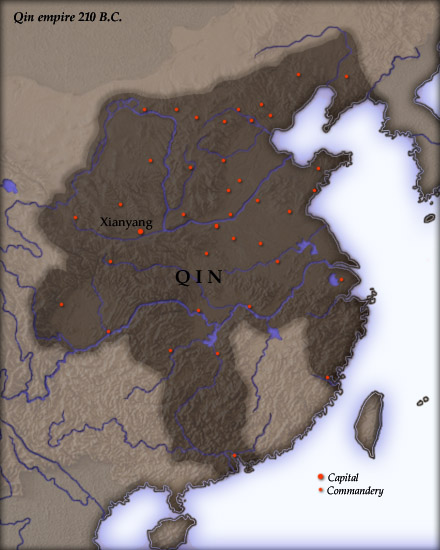 Qin empire 210 B.C.
Xianyang
QIN
Capital
Commandery